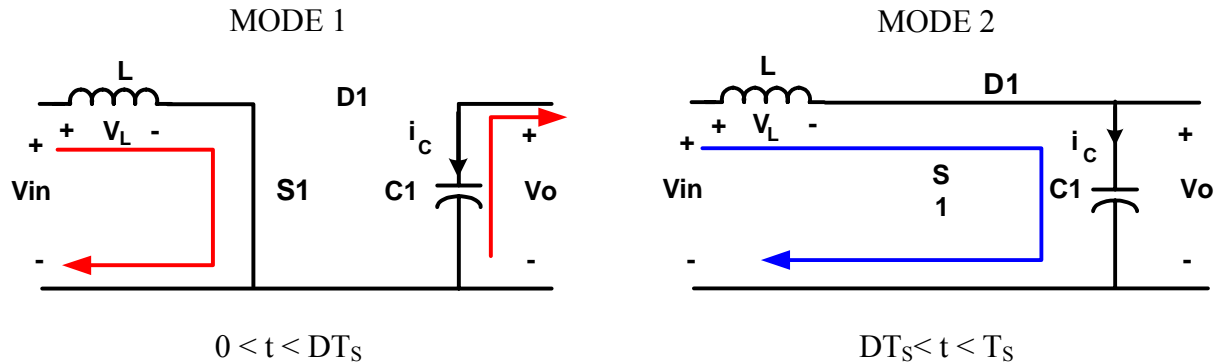 MODE 1
L
D1
+ V_L -
+
i_C
+
Vin
S1
C1
Vo
-
-
0 < t < DT_S
MODE 2
L
D1
+ V_L -
+
i_C
+
Vin
S
1
C1
Vo
-
-
DT_S< t < T_S